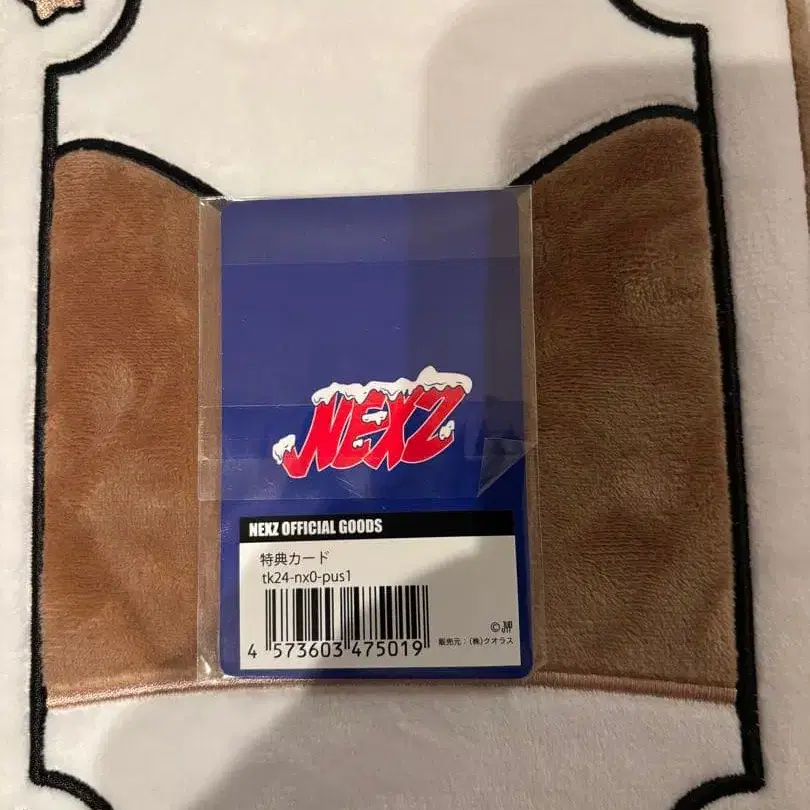 NEXZ
NEXZ OFFICIAL GOODS
特典カード
tk24-nx0-pus1
4 573603 475019
©
販売元：(株)クオラス